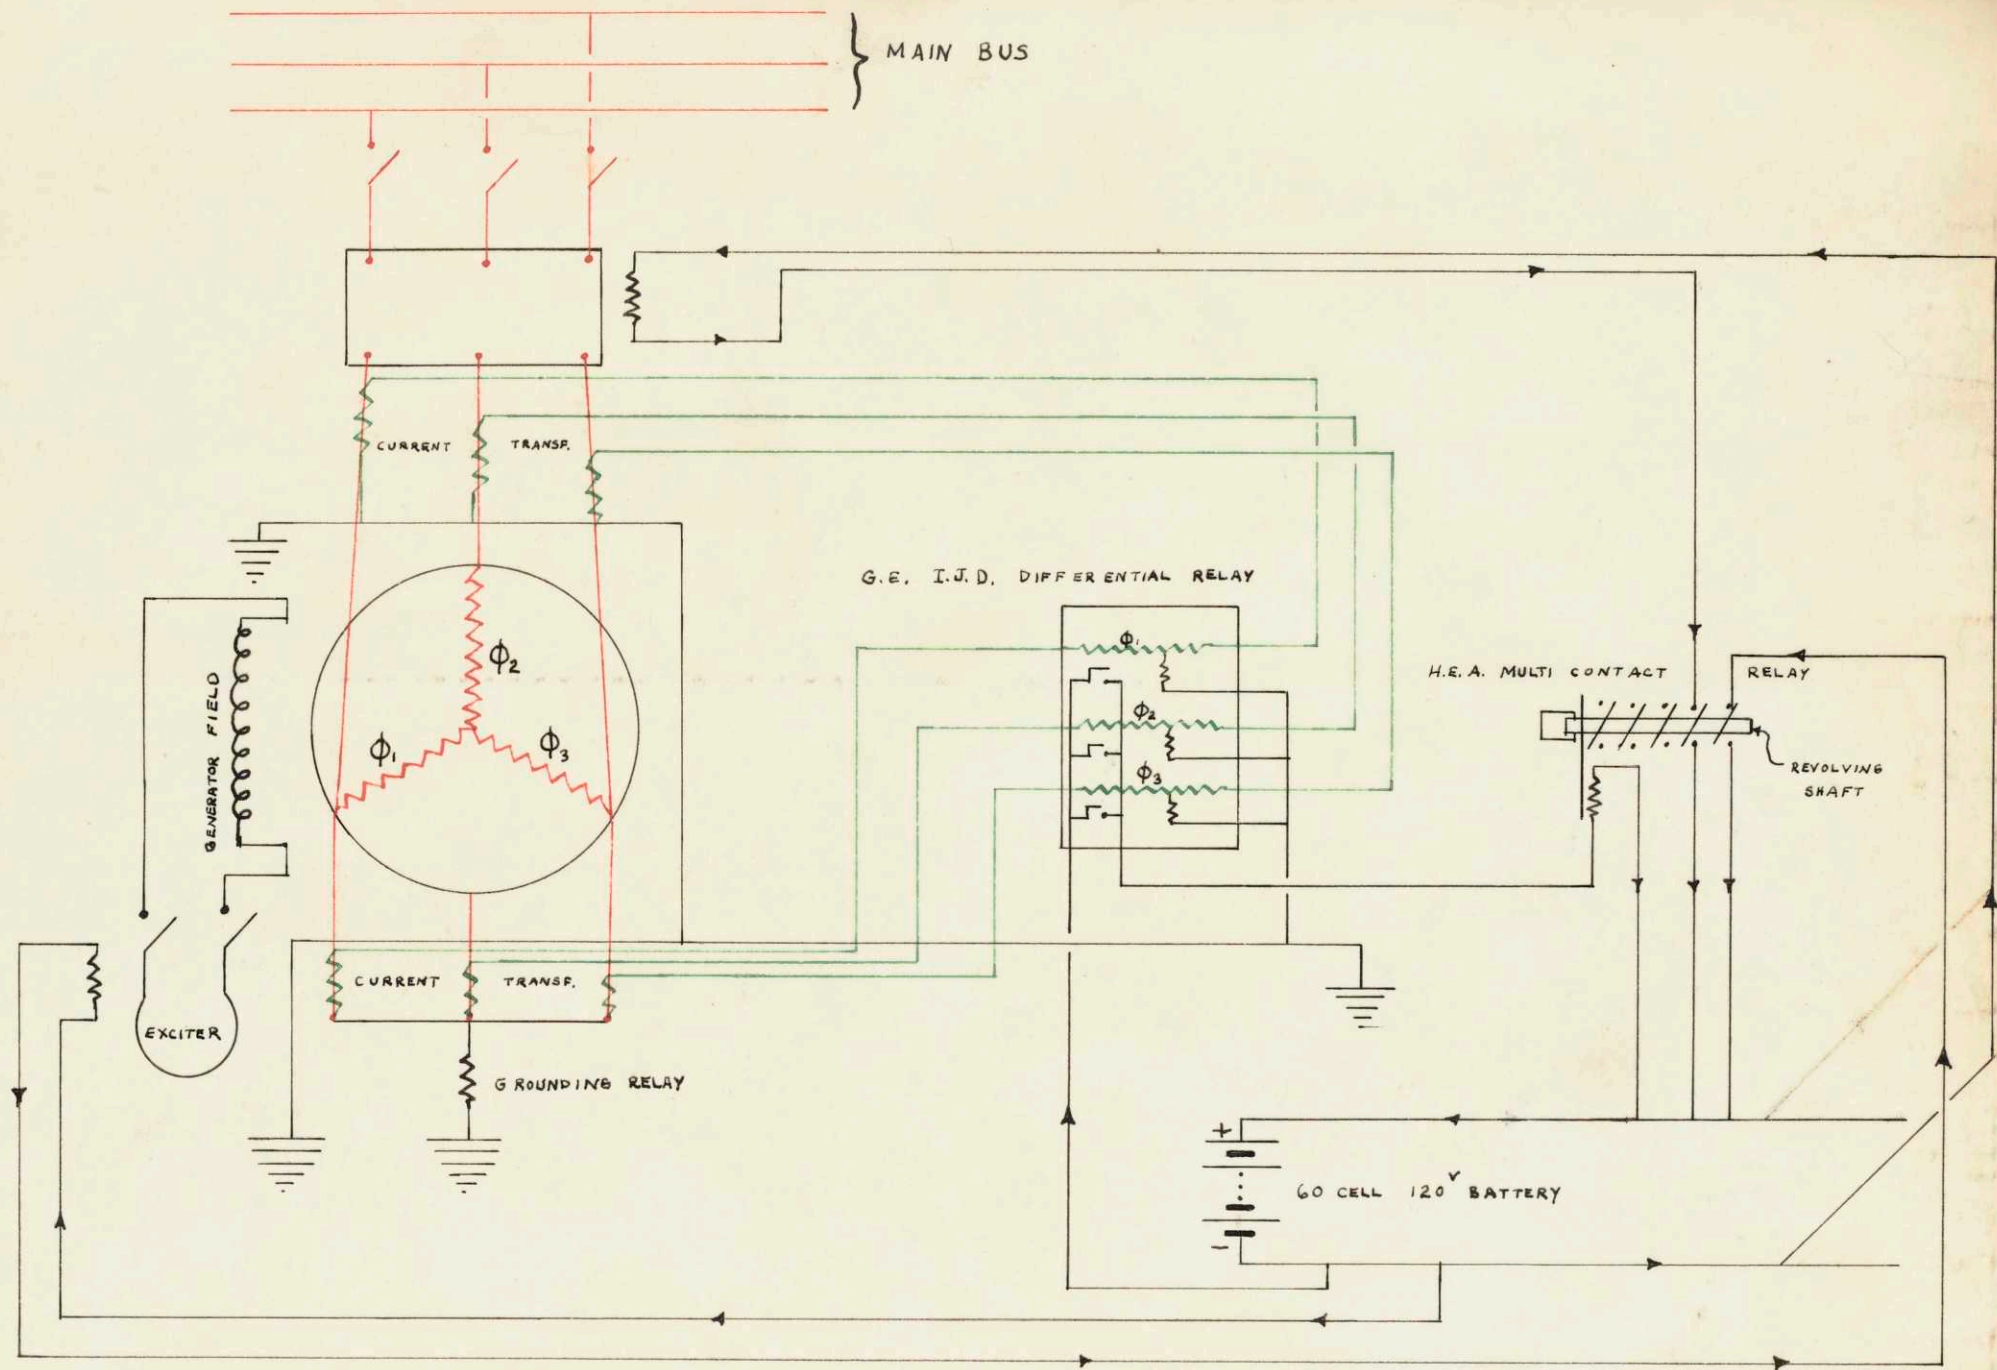 MAIN BUS
CURRENT TRANSF.
G.E. I.J.D. DIFFERENTIAL RELAY
ϕ1
ϕ2
ϕ3
ϕ2
ϕ1
ϕ3
GENERATOR FIELD
H.E.A. MULTI CONTACT RELAY
REVOLVING
SHAFT
CURRENT TRANSF.
EXCITER
GROUNDING RELAY
+
60 CELL 120V BATTERY
-